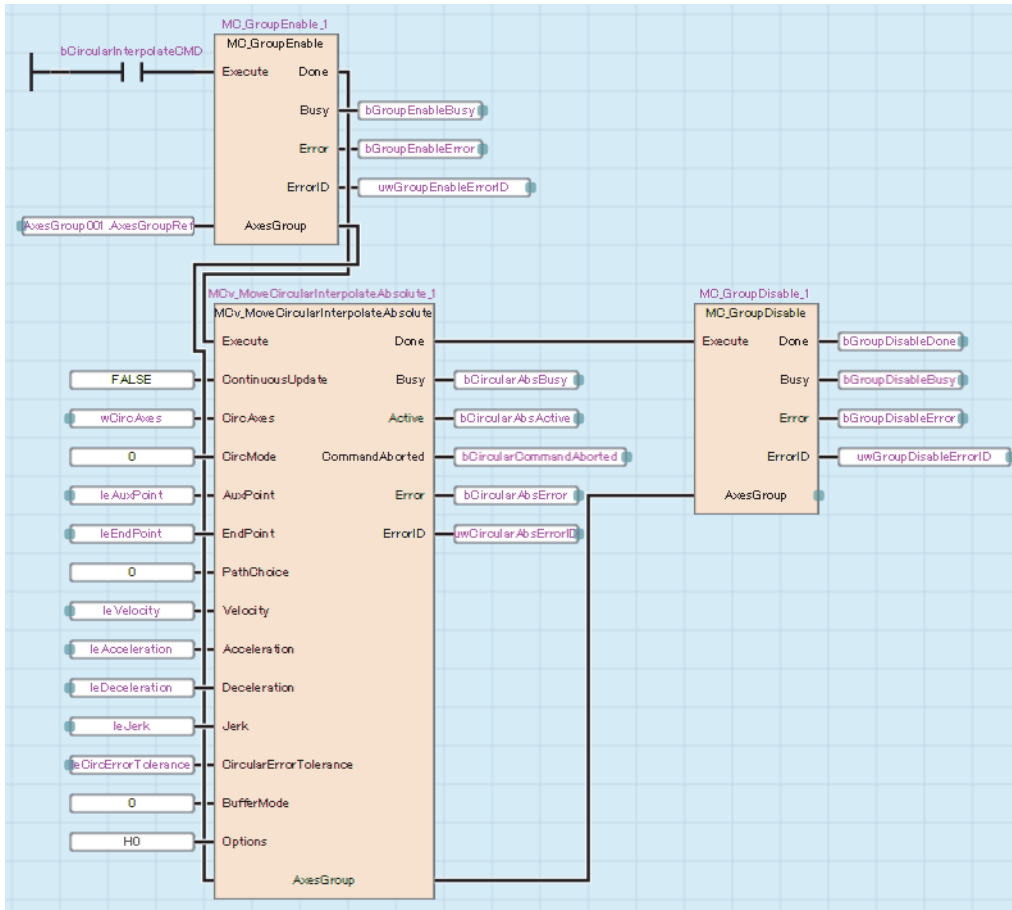 MC_GroupEnable_1
bCircularInterpolateCMD
MC_GroupEnable
Execute Done
Busy bGroupEnableBusy
Error bGroupEnableError
ErrorID uwGroupEnableErrorID
AxesGroup001.AxesGroupRef AxesGroup
MCv_MoveCircularInterpolateAbsolute_1 MC_GroupDisable_1
MCv_MoveCircularInterpolateAbsolute MC_GroupDisable
Execute Done Execute Done bGroupDisableDone
FALSE ContinuousUpdate Busy bCircularAbsBusy Busy bGroupDisableBusy
wCircAxes CircAxes Active bCircularAbsActive Error bGroupDisableError
0 CircMode CommandAborted bCircularCommandAborted ErrorID uwGroupDisableErrorID
leAuxPoint AuxPoint Error bCircularAbsError AxesGroup
leEndPoint EndPoint ErrorID uwCircularAbsErrorID
0 PathChoice
leVelocity Velocity
leAcceleration Acceleration
leDeceleration Deceleration
leJerk Jerk
leCircErrorTolerance CircularErrorTolerance
0 BufferMode
H0 Options
AxesGroup